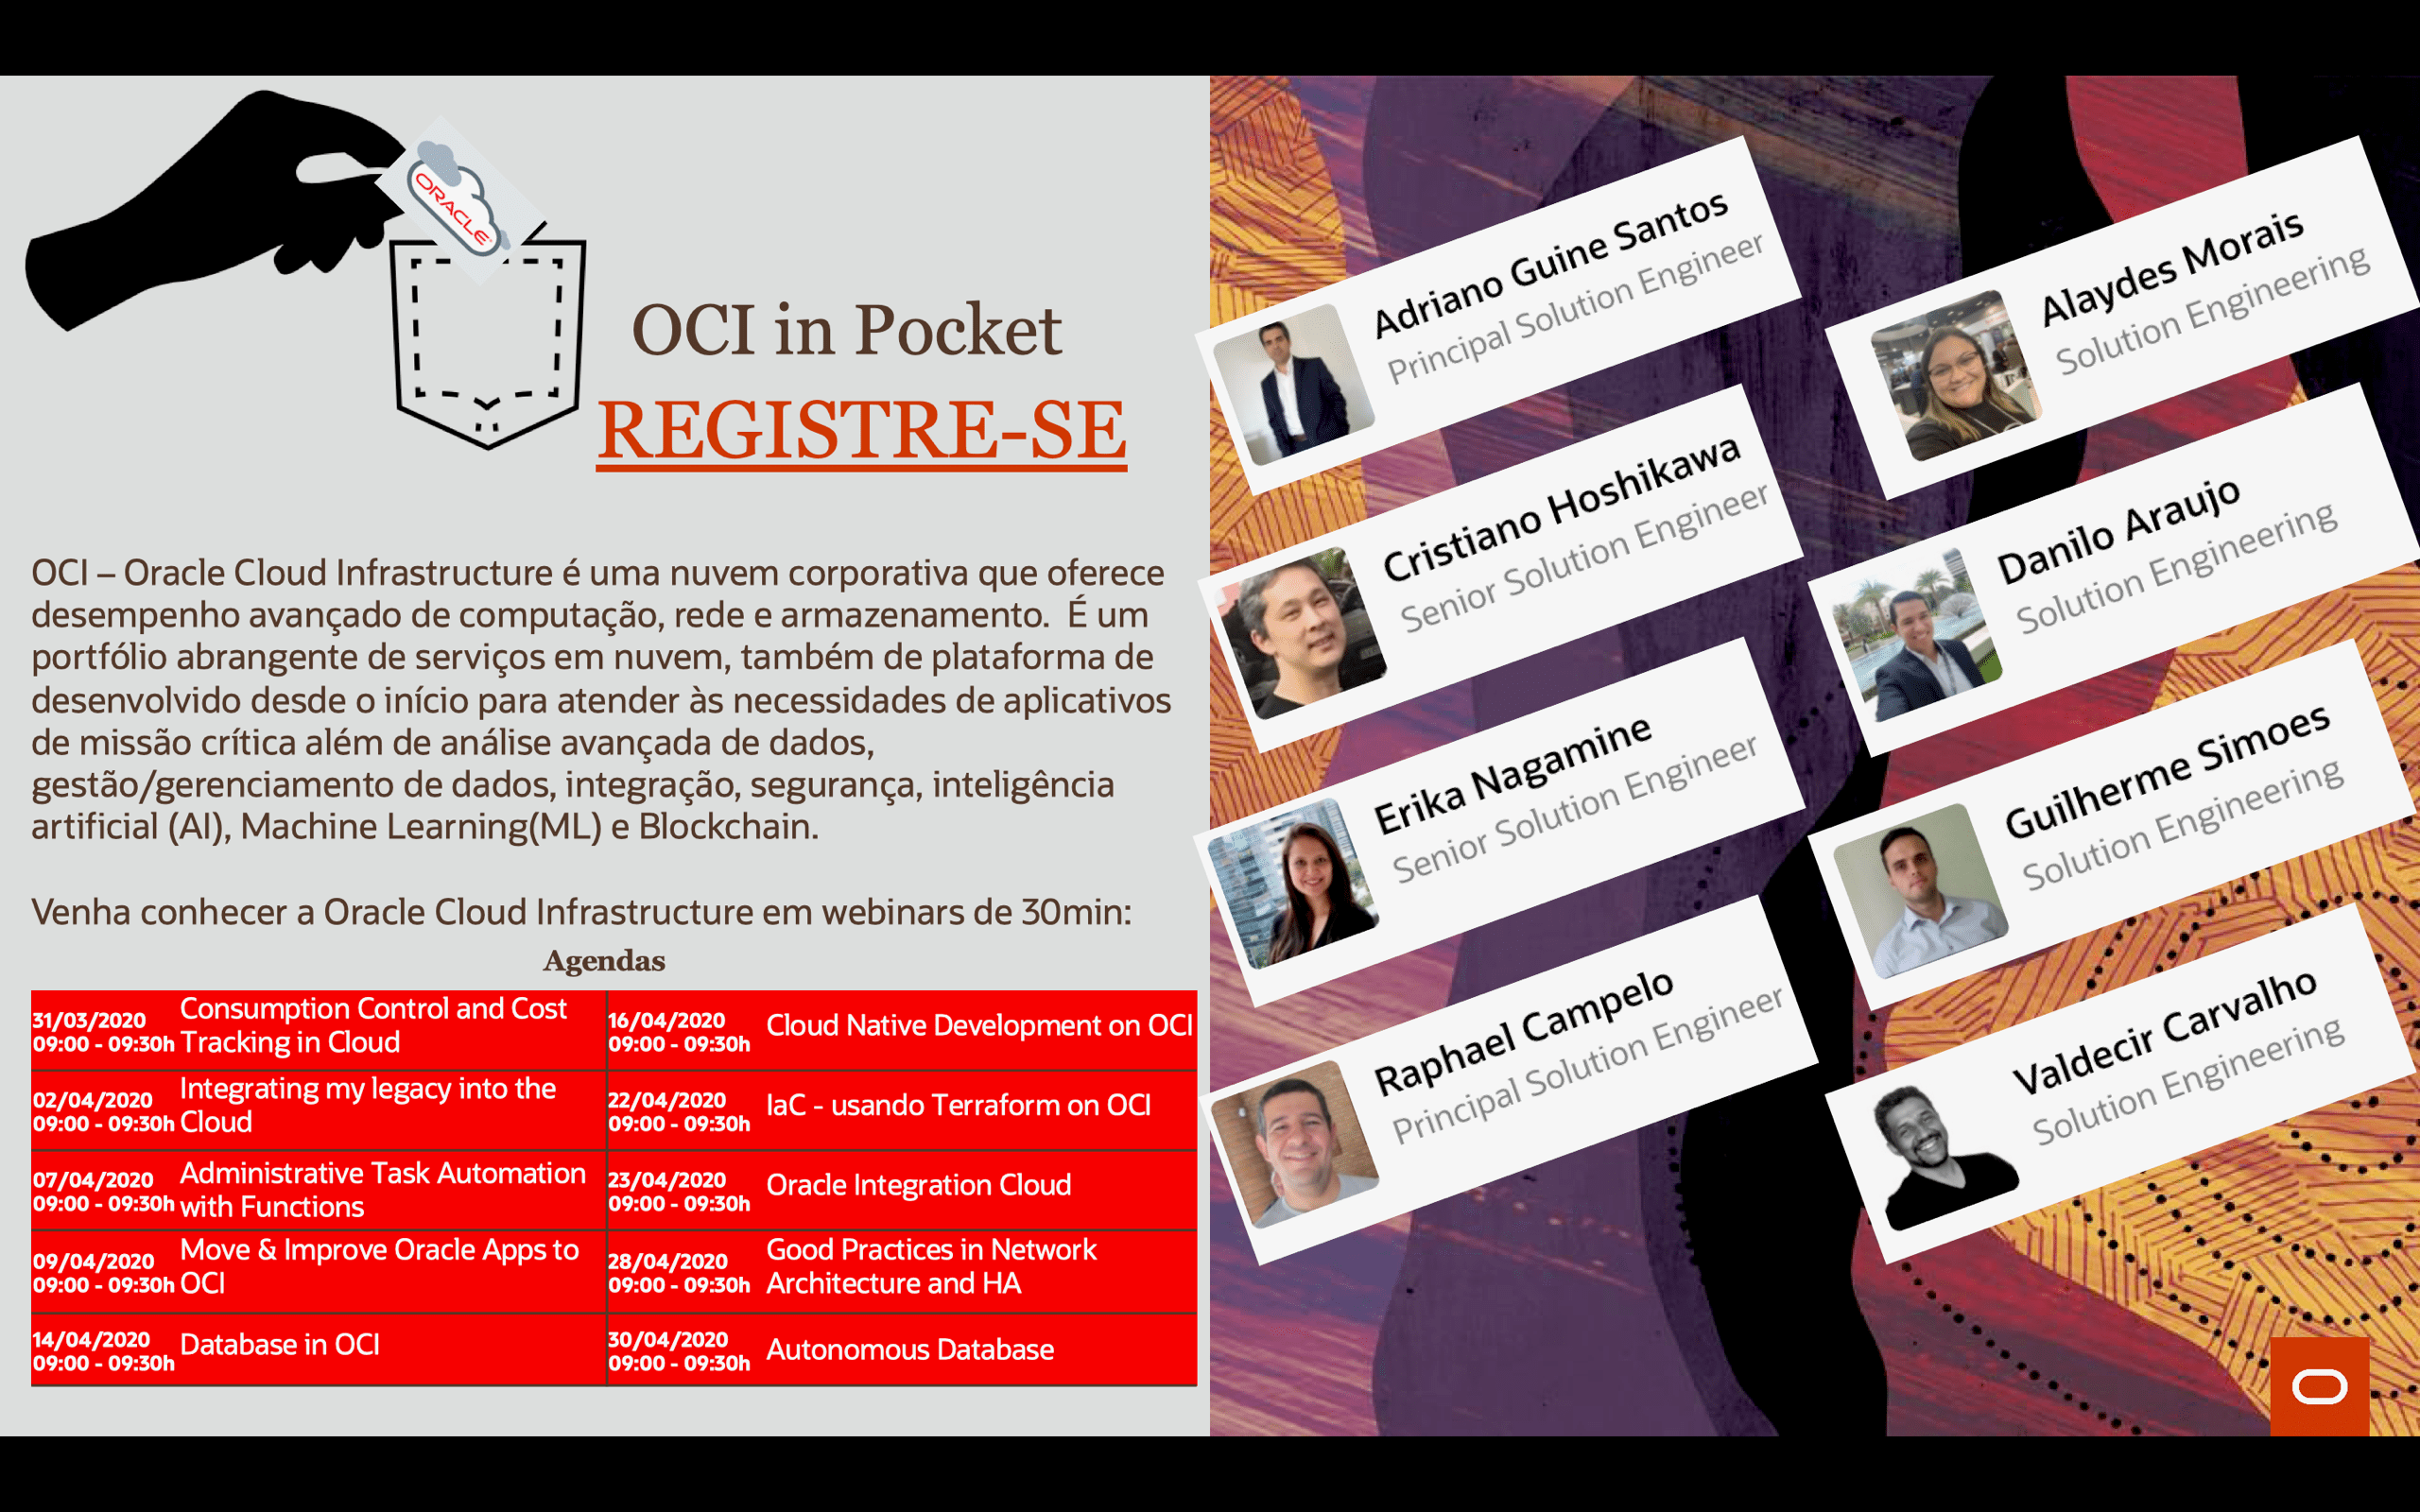 ORACLE
OCI in Pocket
REGISTRE-SE
OCI – Oracle Cloud Infrastructure é uma nuvem corporativa que oferece
desempenho avançado de computação, rede e armazenamento.  É um
portfólio abrangente de serviços em nuvem, também de plataforma de
desenvolvido desde o início para atender às necessidades de aplicativos
de missão crítica além de análise avançada de dados,
gestão/gerenciamento de dados, integração, segurança, inteligência
artificial (AI), Machine Learning(ML) e Blockchain.
Venha conhecer a Oracle Cloud Infrastructure em webinars de 30min:
Agendas
31/03/2020
09:00 - 09:30h
Consumption Control and Cost
Tracking in Cloud
16/04/2020
09:00 - 09:30h
Cloud Native Development on OCI
02/04/2020
09:00 - 09:30h
Integrating my legacy into the
Cloud
22/04/2020
09:00 - 09:30h
IaC - usando Terraform on OCI
07/04/2020
09:00 - 09:30h
Administrative Task Automation
with Functions
23/04/2020
09:00 - 09:30h
Oracle Integration Cloud
09/04/2020
09:00 - 09:30h
Move & Improve Oracle Apps to
OCI
28/04/2020
09:00 - 09:30h
Good Practices in Network
Architecture and HA
14/04/2020
09:00 - 09:30h
Database in OCI
30/04/2020
09:00 - 09:30h
Autonomous Database
Adriano Guine Santos
Principal Solution Engineer
Alaydes Morais
Solution Engineering
Cristiano Hoshikawa
Senior Solution Engineer
Danilo Araujo
Solution Engineering
Erika Nagamine
Senior Solution Engineer
Guilherme Simoes
Solution Engineering
Raphael Campelo
Principal Solution Engineer
Valdecir Carvalho
Solution Engineering